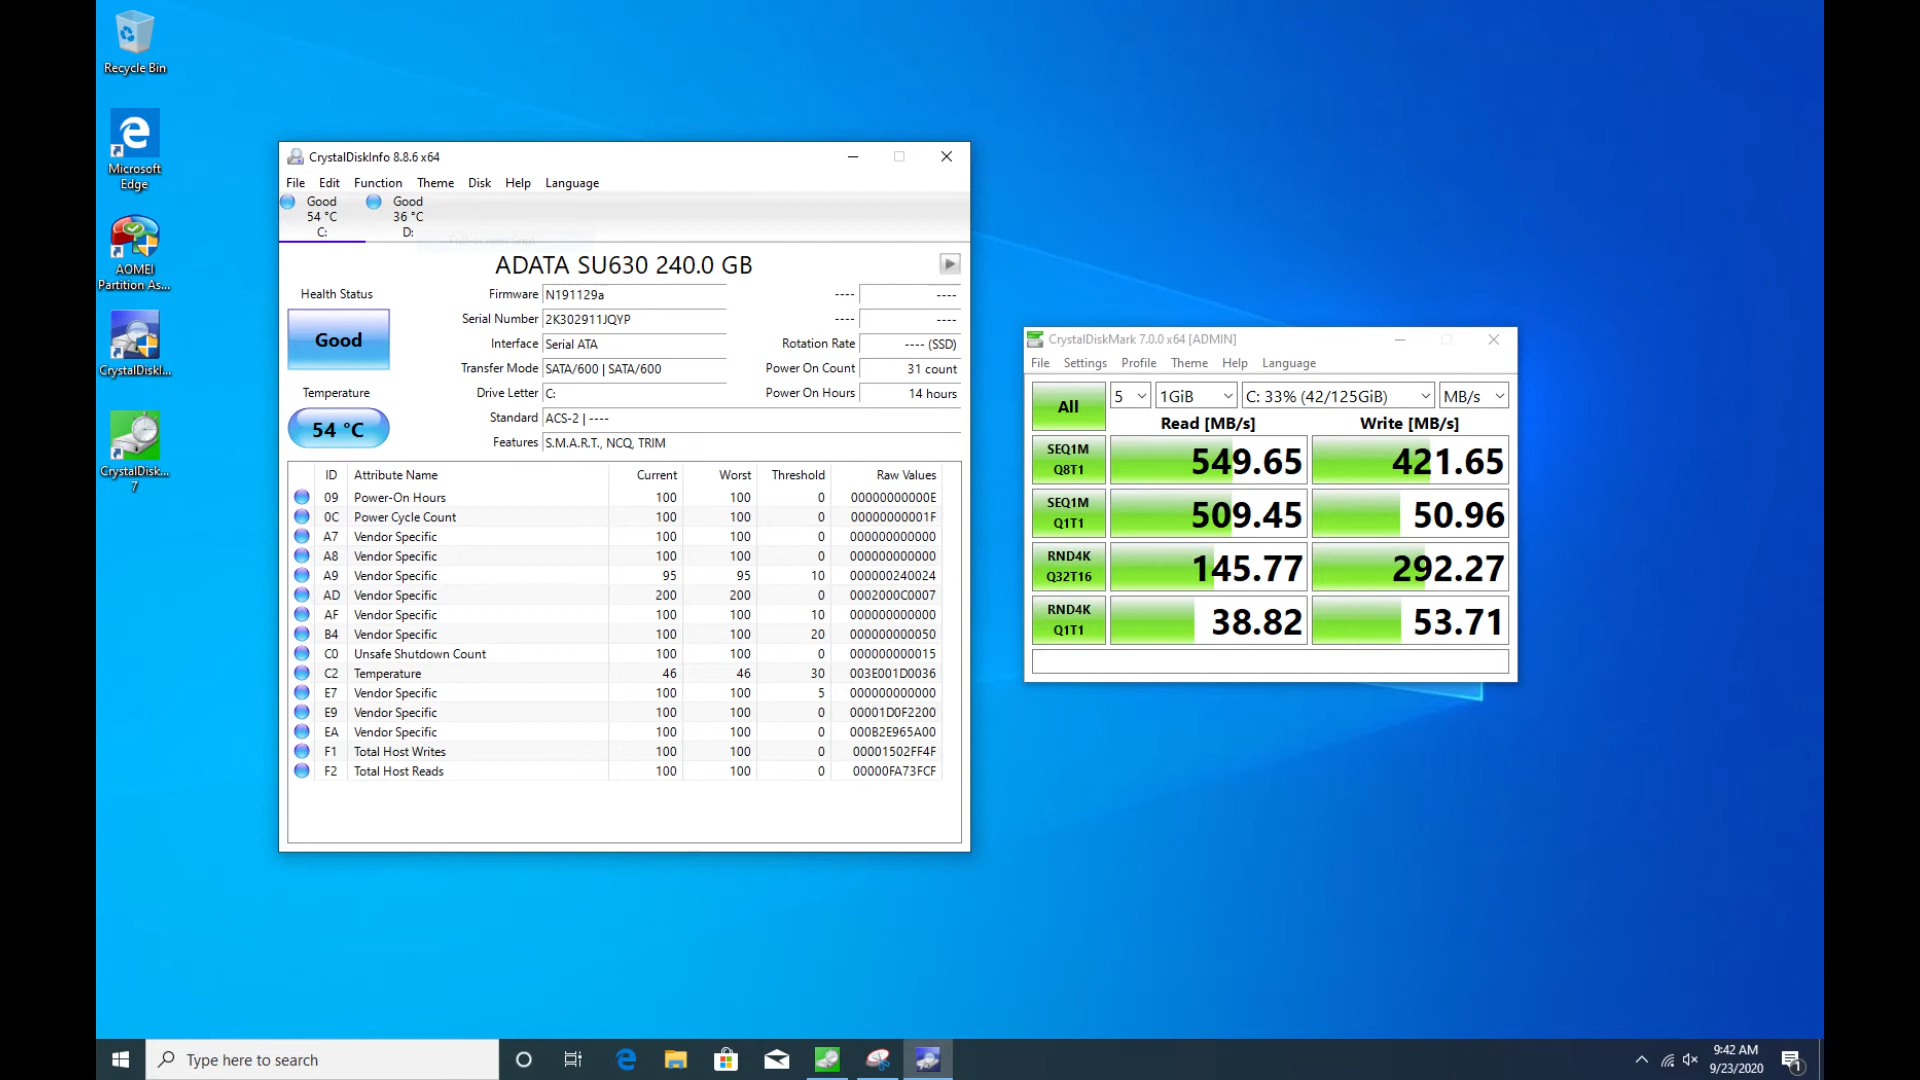 Recycle Bin
Microsoft
Edge
AOMEI
Partition As...
CrystalDiskI...
CrystalDisk...
7
CrystalDiskInfo 8.8.6 x64
File Edit Function Theme Disk Help Language
Good Good
54 °C 36 °C
C: D:
ADATA SU630 240.0 GB
Health Status
Good
Temperature
54 °C
Firmware N191129a ---- ----
Serial Number 2K302911JQYP ---- ----
Interface Serial ATA Rotation Rate ---- (SSD)
Transfer Mode SATA/600 | SATA/600 Power On Count 31 count
Drive Letter C: Power On Hours 14 hours
Standard ACS-2 | ----
Features S.M.A.R.T., NCQ, TRIM
ID Attribute Name Current Worst Threshold Raw Values
09 Power-On Hours 100 100 0 00000000000E
0C Power Cycle Count 100 100 0 00000000001F
A7 Vendor Specific 100 100 0 000000000000
A8 Vendor Specific 100 100 0 000000000000
A9 Vendor Specific 95 95 10 000000240024
AD Vendor Specific 200 200 0 0002000C0007
AF Vendor Specific 100 100 10 000000000000
B4 Vendor Specific 100 100 20 000000000050
C0 Unsafe Shutdown Count 100 100 0 000000000015
C2 Temperature 46 46 30 003E001D0036
E7 Vendor Specific 100 100 5 000000000000
E9 Vendor Specific 100 100 0 00001D0F2200
EA Vendor Specific 100 100 0 000B2E965A00
F1 Total Host Writes 100 100 0 00001502FF4F
F2 Total Host Reads 100 100 0 00000FA73FCF
CrystalDiskMark 7.0.0 x64 [ADMIN]
File Settings Profile Theme Help Language
All 5 1GiB C: 33% (42/125GiB) MB/s
Read [MB/s] Write [MB/s]
SEQ1M
Q8T1 549.65 421.65
SEQ1M
Q1T1 509.45 50.96
RND4K
Q32T16 145.77 292.27
RND4K
Q1T1 38.82 53.71
Type here to search
9:42 AM
9/23/2020
1